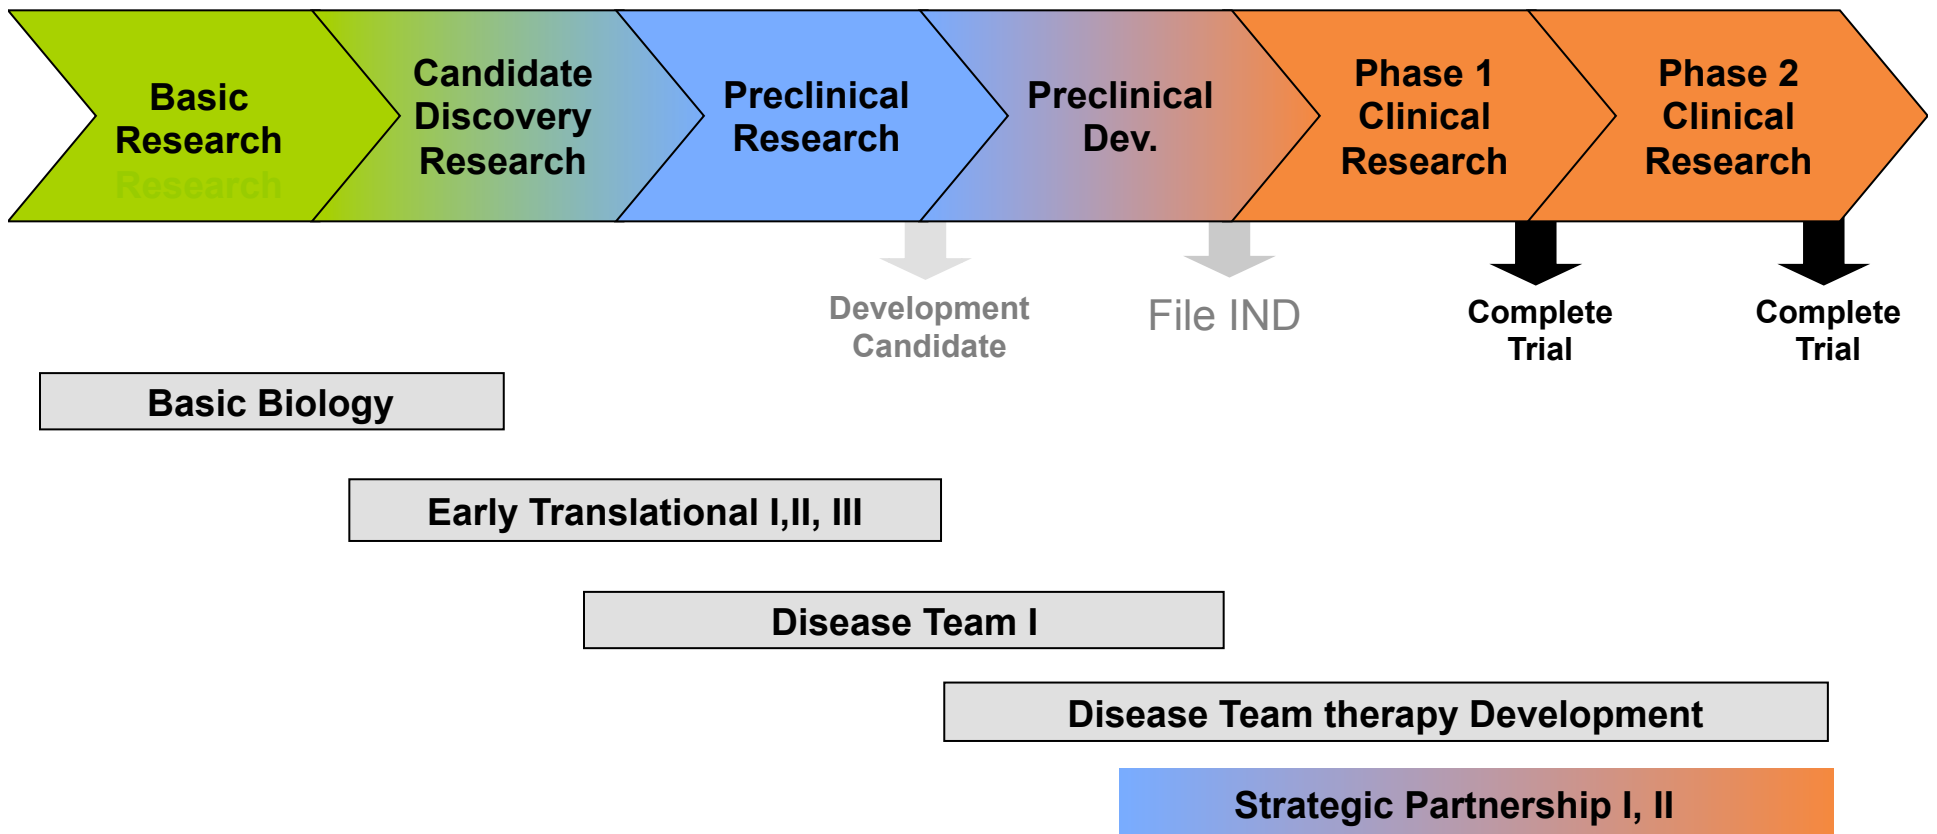 Basic
Research
Research
Candidate
Discovery
Research
Preclinical
Research
Preclinical
Dev.
Phase 1
Clinical
Research
Phase 2
Clinical
Research
Development
Candidate
File IND
Complete
Trial
Complete
Trial
Basic Biology
Early Translational I,II, III
Disease Team I
Disease Team therapy Development
Strategic Partnership I, II